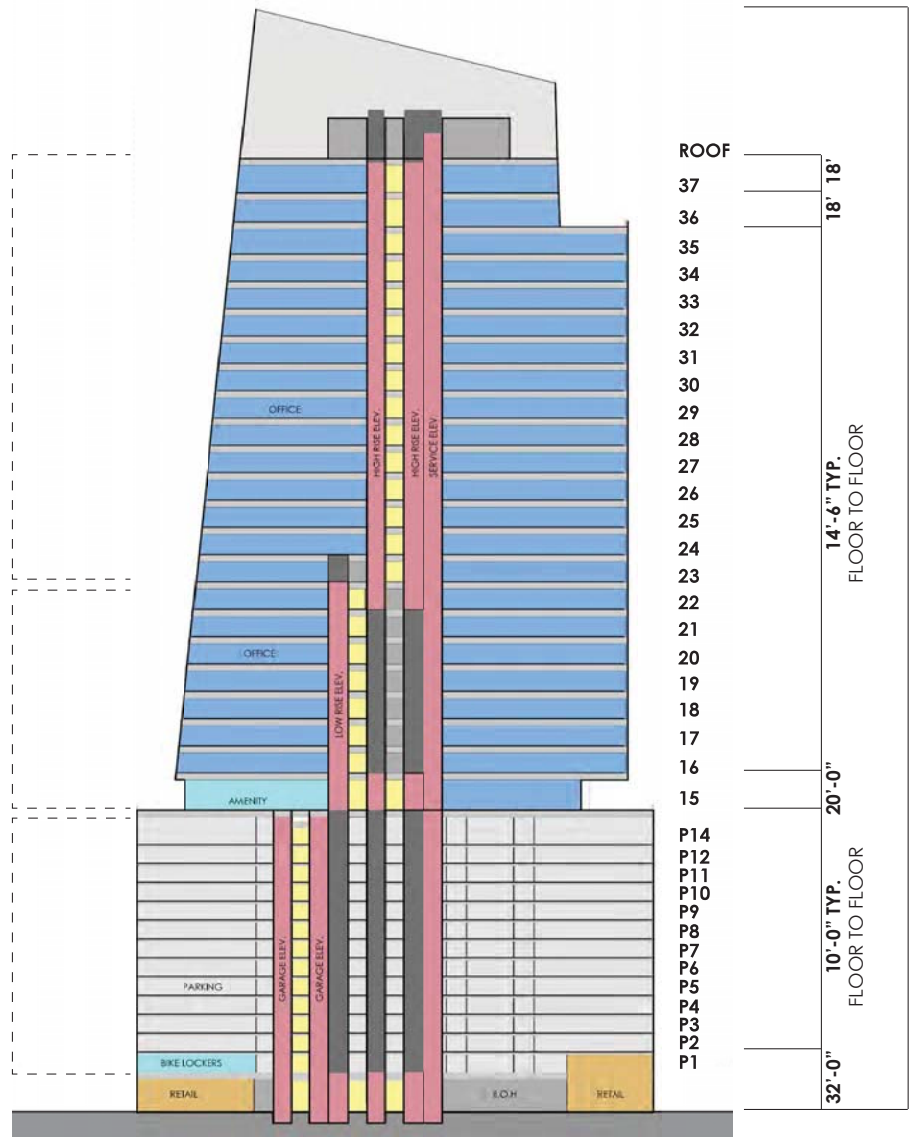 ROOF
37
36
35
34
33
32
31
30
29
28
27
26
25
24
23
22
21
20
19
18
17
16
15
P14
P12
P11
P10
P9
P8
P7
P6
P5
P4
P3
P2
P1
18'
18'
14'-6" TYP.
FLOOR TO FLOOR
20'-0"
10'-0" TYP.
FLOOR TO FLOOR
32'-0"
OFFICE
HIGH RISE ELEV.
HIGH RISE ELEV.
SERVICE ELEV.
OFFICE
LOW RISE ELEV.
AMENITY
GARAGE ELEV.
GARAGE ELEV.
PARKING
BIKE LOCKERS
RETAIL
B.O.H
RETAIL